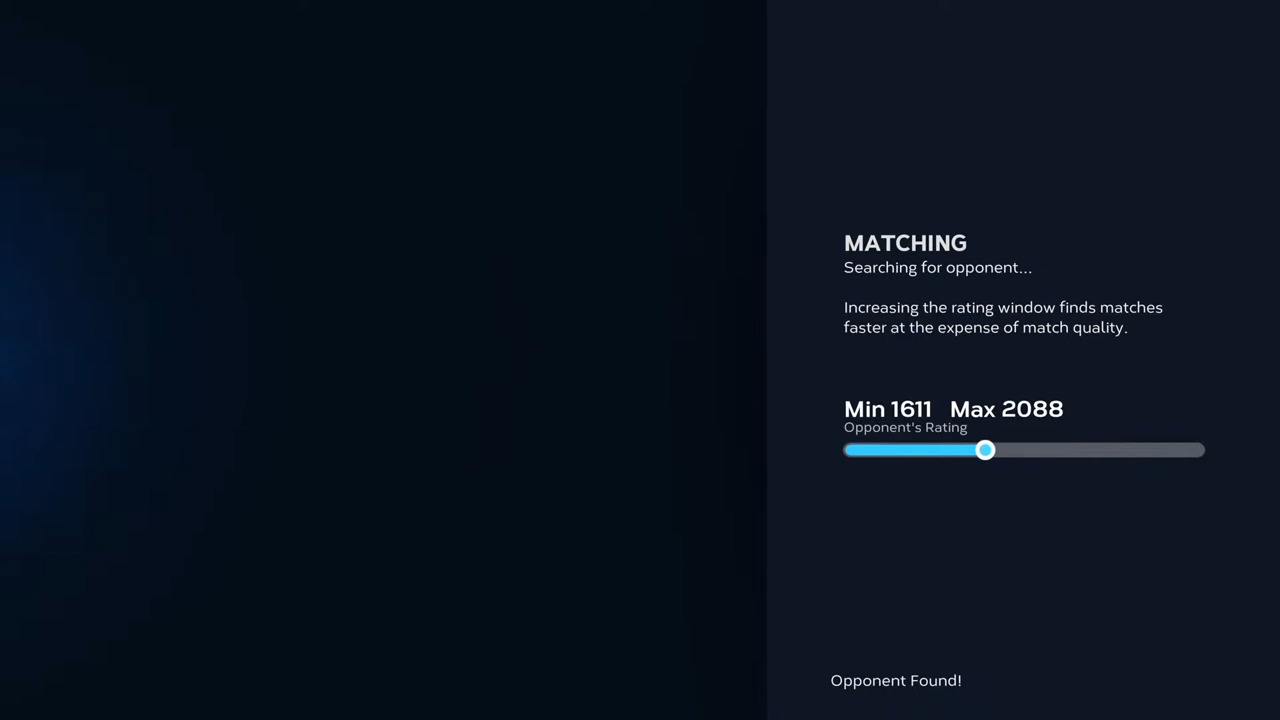 MATCHING
Searching for opponent...
Increasing the rating window finds matches
faster at the expense of match quality.
Min 1611 Max 2088
Opponent's Rating
Opponent Found!